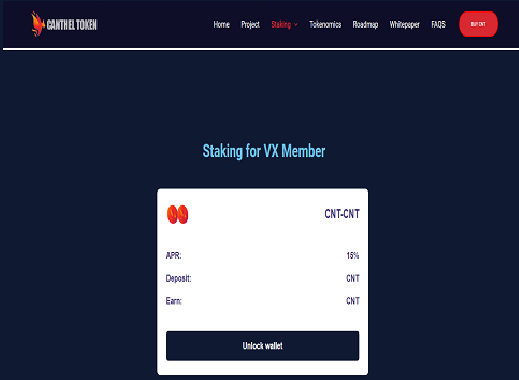 CANTHEL TOKEN
Home Project Staking Tokenomics Roadmap Whitepaper FAQS BUY CNT
Staking for VX Member
CNT-CNT
APR: 15%
Deposit: CNT
Earn: CNT
Unlock wallet